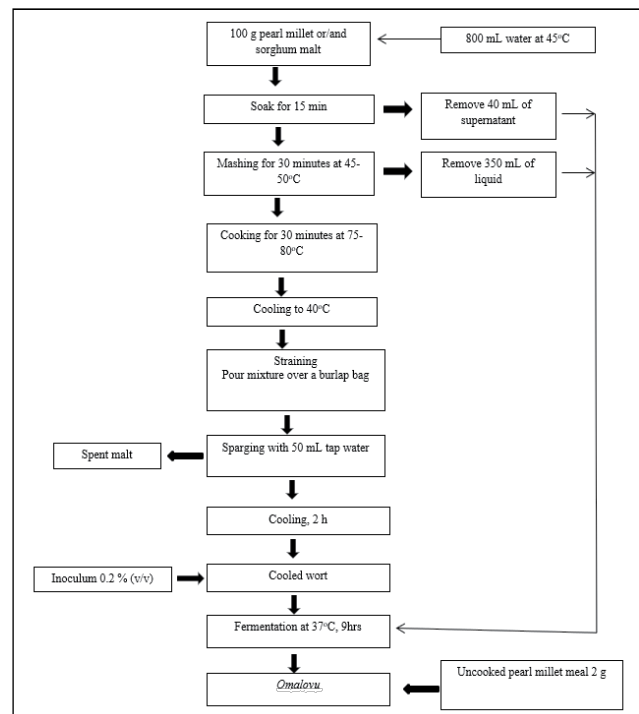 100 g pearl millet or/and
sorghum malt
800 mL water at 45°C
Soak for 15 min
Remove 40 mL of
supernatant
Mashing for 30 minutes at 45-
50°C
Remove 350 mL of
liquid
Cooking for 30 minutes at 75-
80°C
Cooling to 40°C
Straining
Pour mixture over a burlap bag
Spent malt
Sparging with 50 mL tap water
Cooling, 2 h
Inoculum 0.2 % (v/v)
Cooled wort
Fermentation at 37°C, 9hrs
Omalovu
Uncooked pearl millet meal 2 g